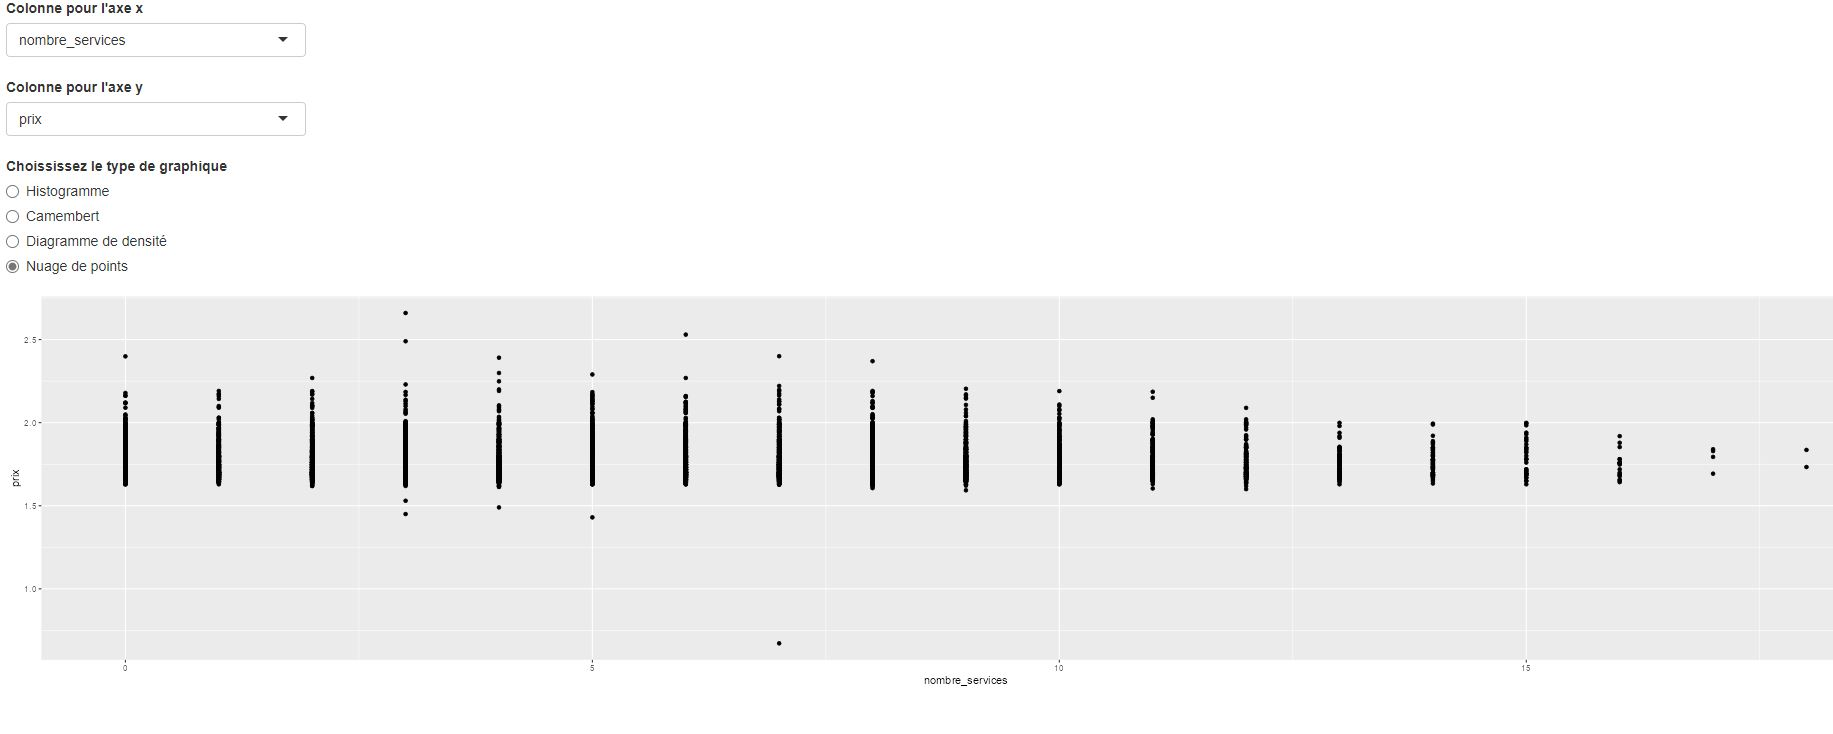 Colonne pour l'axe x
nombre_services
Colonne pour l'axe y
prix
Choississez le type de graphique
Histogramme
Camembert
Diagramme de densité
Nuage de points
2.5
2.0
1.5
1.0
prix
0 5 10 15
nombre_services